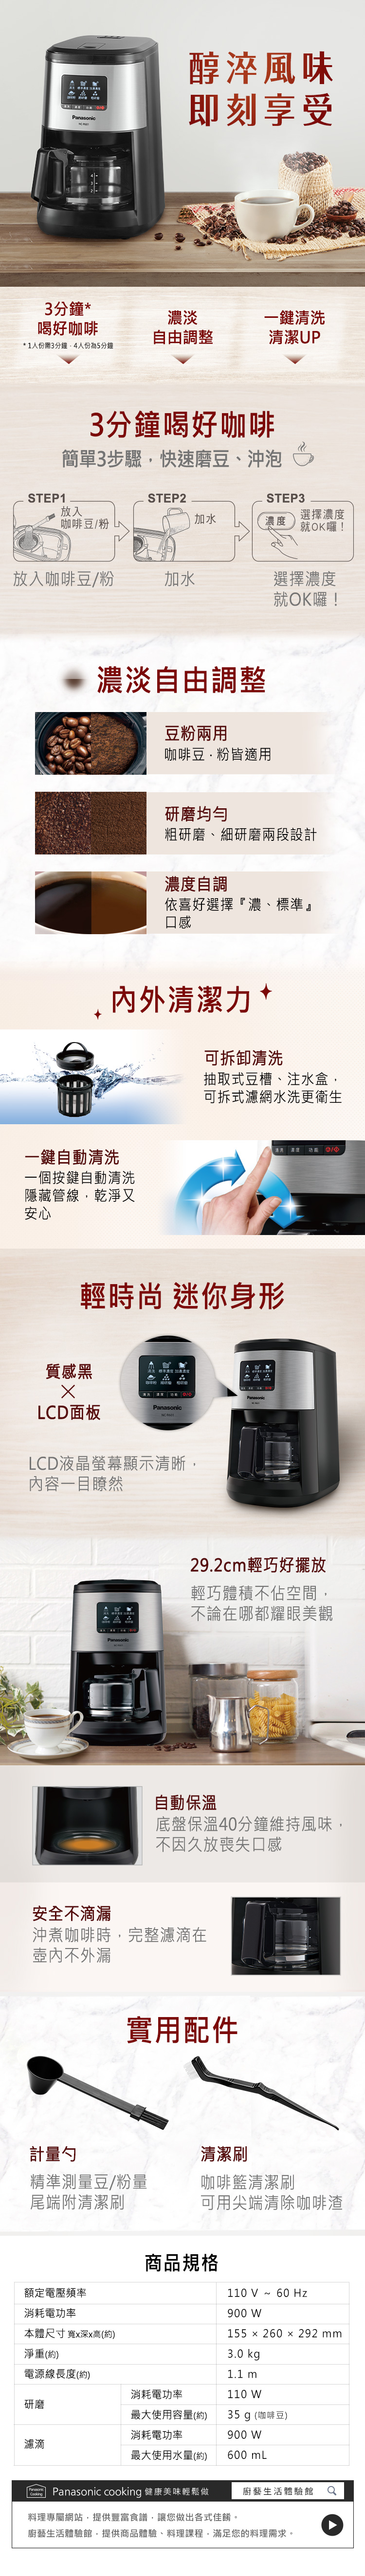 醇淬風味
即刻享受
Panasonic
3分鐘*
喝好咖啡
*1人份需3分鐘，4人份為5分鐘
濃淡
自由調整
一鍵清洗
清潔UP
3分鐘喝好咖啡
簡單3步驟，快速磨豆、沖泡
STEP1
放入
咖啡豆/粉
STEP2
加水
STEP3
濃度
選擇濃度
就OK囉！
放入咖啡豆/粉
加水
選擇濃度
就OK囉！
濃淡自由調整
豆粉兩用
咖啡豆．粉皆適用
研磨均勻
粗研磨、細研磨兩段設計
濃度自調
依喜好選擇『濃、標準』
口感
內外清潔力
可拆卸清洗
抽取式豆槽、注水盒，
可拆式濾網水洗更衛生
一鍵自動清洗
一個按鍵自動清洗
隱藏管線，乾淨又
安心
輕時尚 迷你身形
質感黑
×
LCD面板
Panasonic
Panasonic
LCD液晶螢幕顯示清晰，
內容一目瞭然
29.2cm輕巧好擺放
輕巧體積不佔空間，
不論在哪都耀眼美觀
Panasonic
自動保溫
底盤保溫40分鐘維持風味，
不因久放喪失口感
安全不滴漏
沖煮咖啡時，完整濾滴在
壺內不外漏
實用配件
計量勺
精準測量豆/粉量
尾端附清潔刷
清潔刷
咖啡籃清潔刷
可用尖端清除咖啡渣
商品規格
額定電壓頻率 110 V ~ 60 Hz
消耗電功率 900 W
本體尺寸 寬x深x高(約) 155 × 260 × 292 mm
淨重(約) 3.0 kg
電源線長度(約) 1.1 m
研磨 消耗電功率 110 W
最大使用容量(約) 35 g (咖啡豆)
濾滴 消耗電功率 900 W
最大使用水量(約) 600 mL
Panasonic Cooking
Panasonic cooking 健康美味輕鬆做
廚藝生活體驗館
料理專屬網站，提供豐富食譜，讓您做出各式佳餚。
廚藝生活體驗館，提供商品體驗、料理課程，滿足您的料理需求。